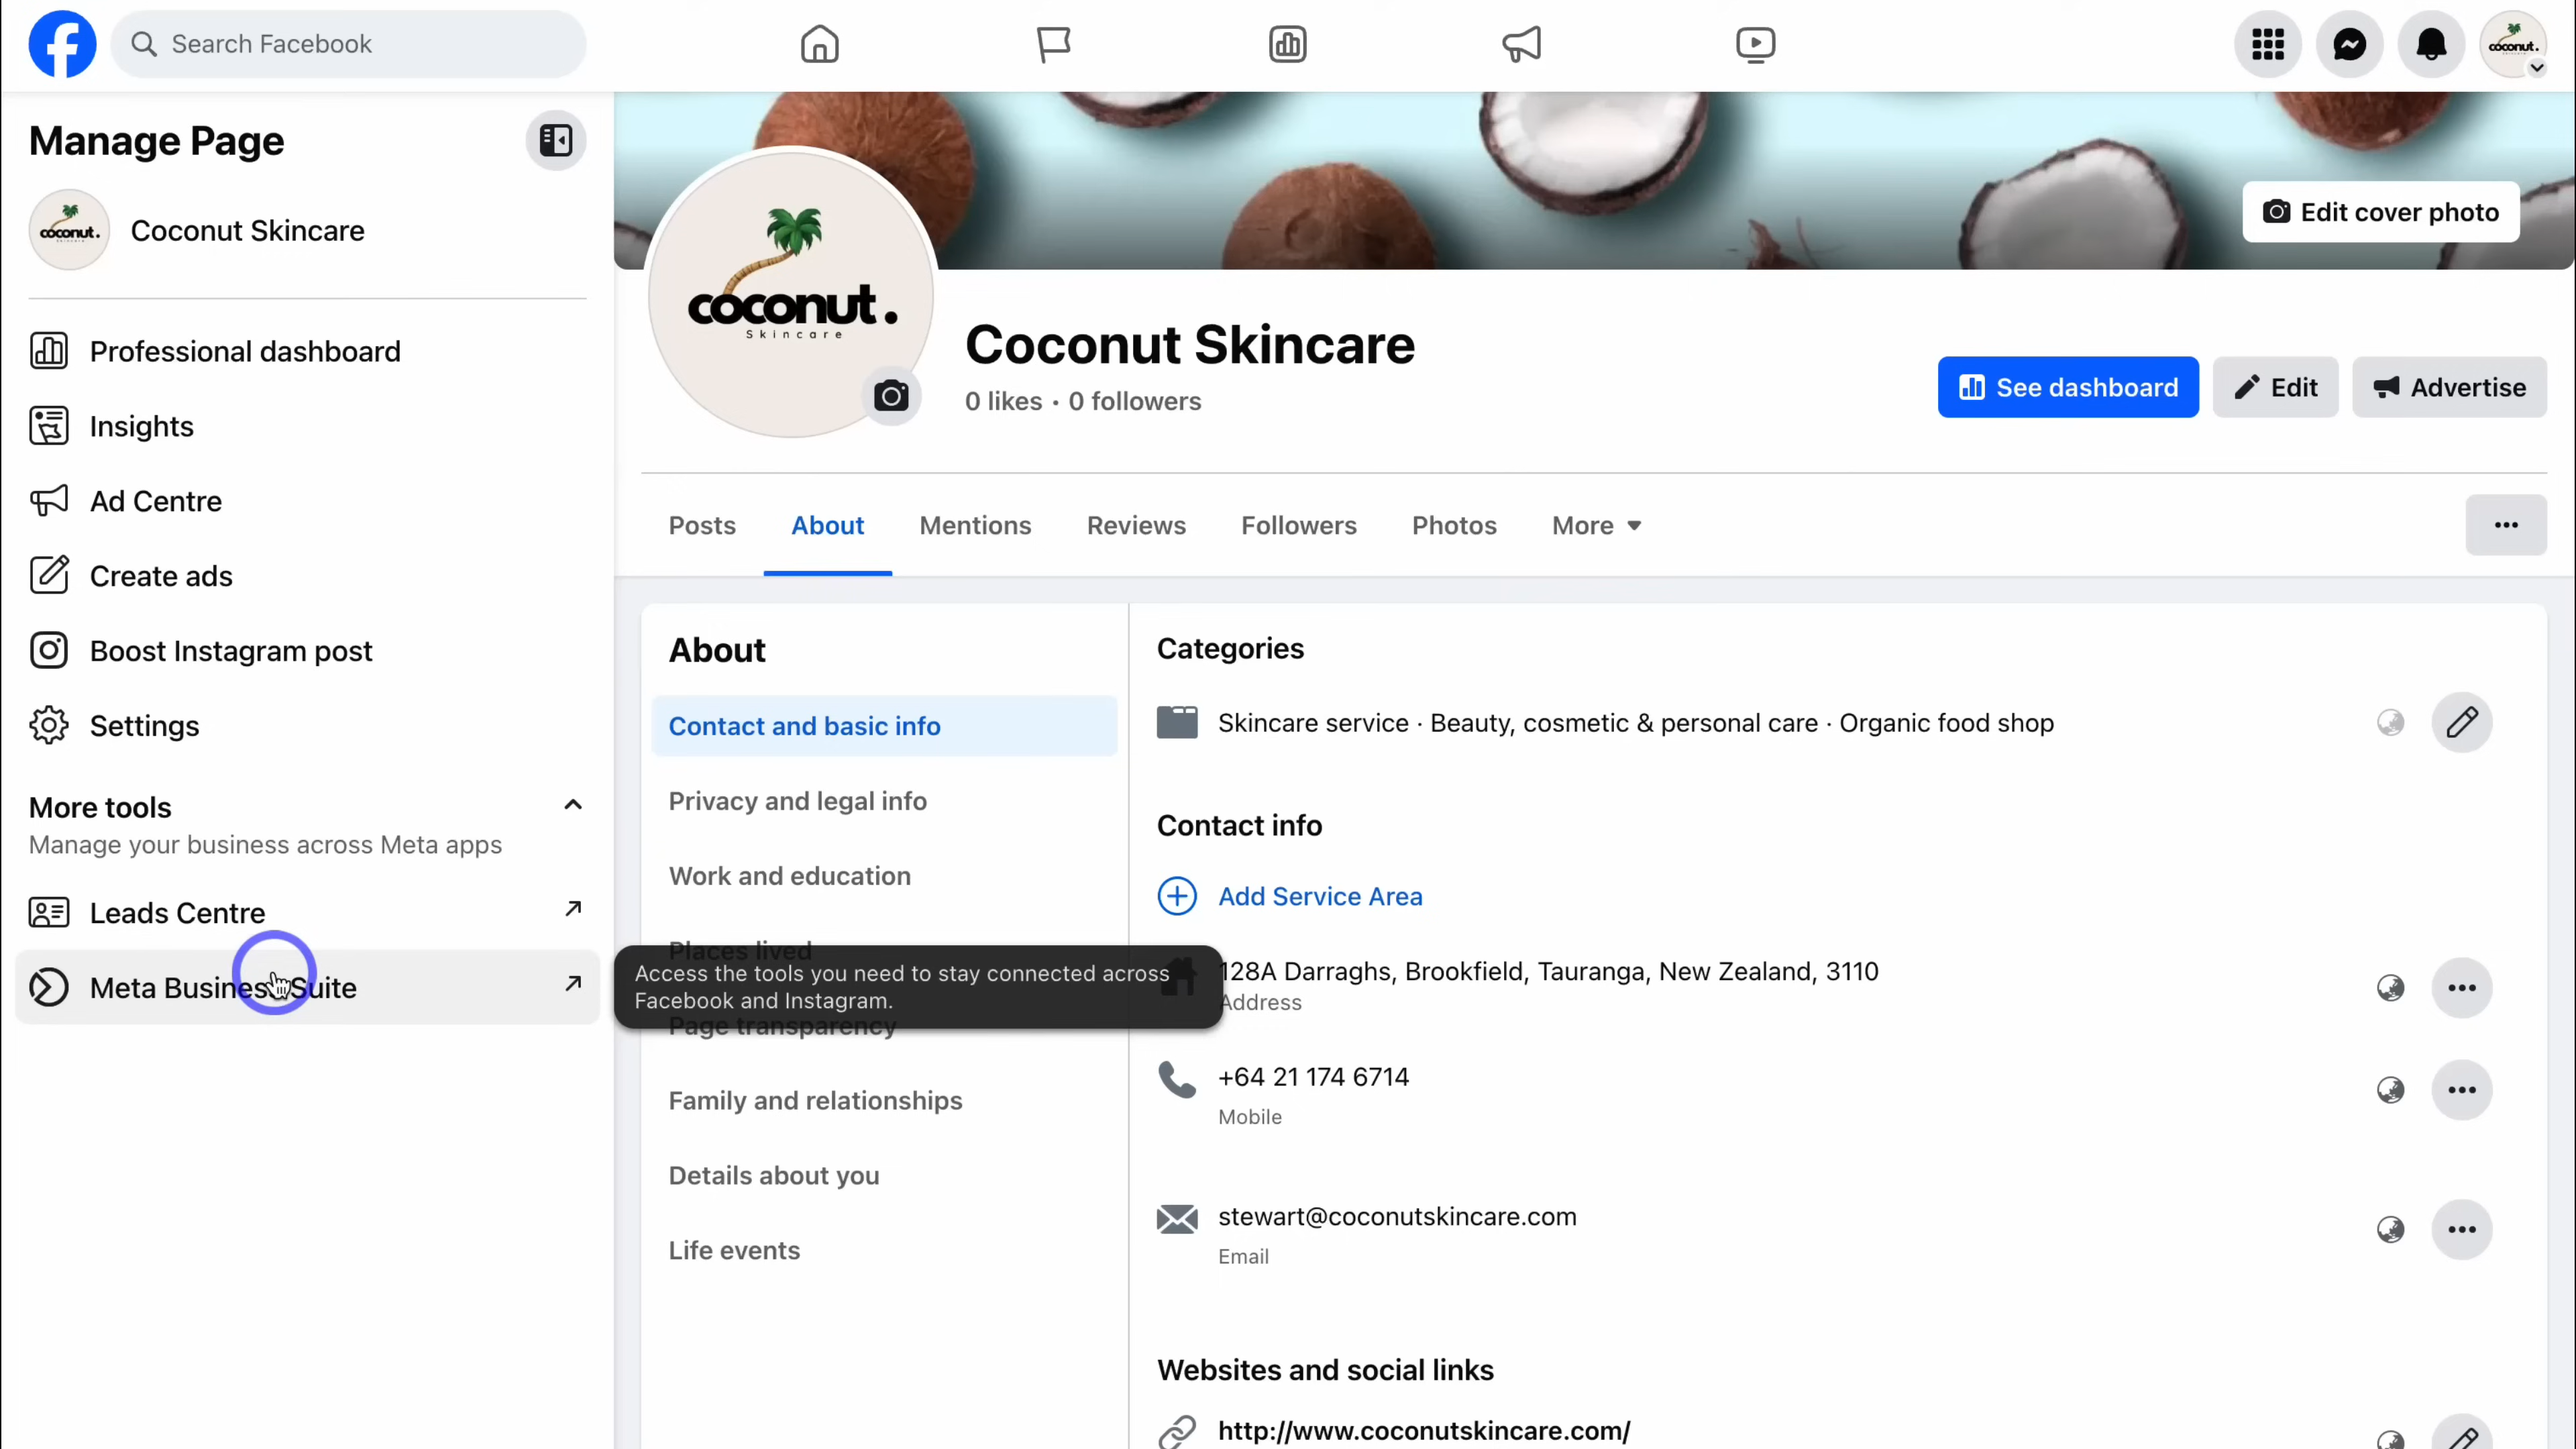 Search Facebook
coconut.
Manage Page
coconut.
Coconut Skincare
Professional dashboard
Insights
Ad Centre
Create ads
Boost Instagram post
Settings
More tools
Manage your business across Meta apps
Leads Centre
Meta Business Suite
Access the tools you need to stay connected across
Facebook and Instagram.
Edit cover photo
coconut.
Skincare
Coconut Skincare
0 likes · 0 followers
See dashboard
Edit
Advertise
Posts
About
Mentions
Reviews
Followers
Photos
More
About
Contact and basic info
Privacy and legal info
Work and education
Places lived
Page transparency
Family and relationships
Details about you
Life events
Categories
Skincare service · Beauty, cosmetic & personal care · Organic food shop
Contact info
Add Service Area
128A Darraghs, Brookfield, Tauranga, New Zealand, 3110
Address
+64 21 174 6714
Mobile
stewart@coconutskincare.com
Email
Websites and social links
http://www.coconutskincare.com/